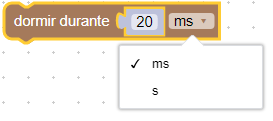 dormir durante 20 ms
✓ ms
s